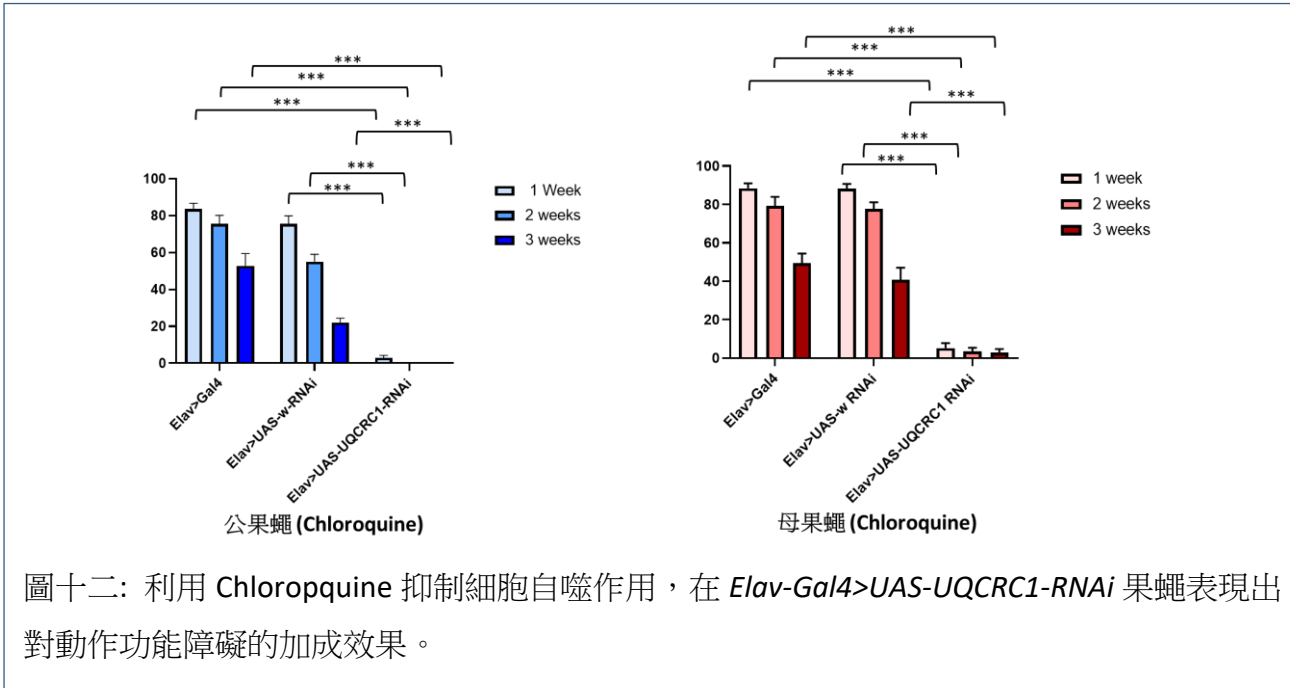 ***
***
***
***
***
***
100
80
60
40
20
0
1 Week
2 weeks
3 weeks
Elav>Gal4
Elav>UAS-w-RNAi
Elav>UAS-UQCRC1-RNAi
公果蠅 (Chloroquine)
***
***
***
***
***
***
100
80
60
40
20
0
1 week
2 weeks
3 weeks
Elav>Gal4
Elav>UAS-w RNAi
Elav>UAS-UQCRC1 RNAi
母果蠅 (Chloroquine)
圖十二: 利用 Chloropquine 抑制細胞自噬作用，在 Elav-Gal4>UAS-UQCRC1-RNAi 果蠅表現出
對動作功能障礙的加成效果。